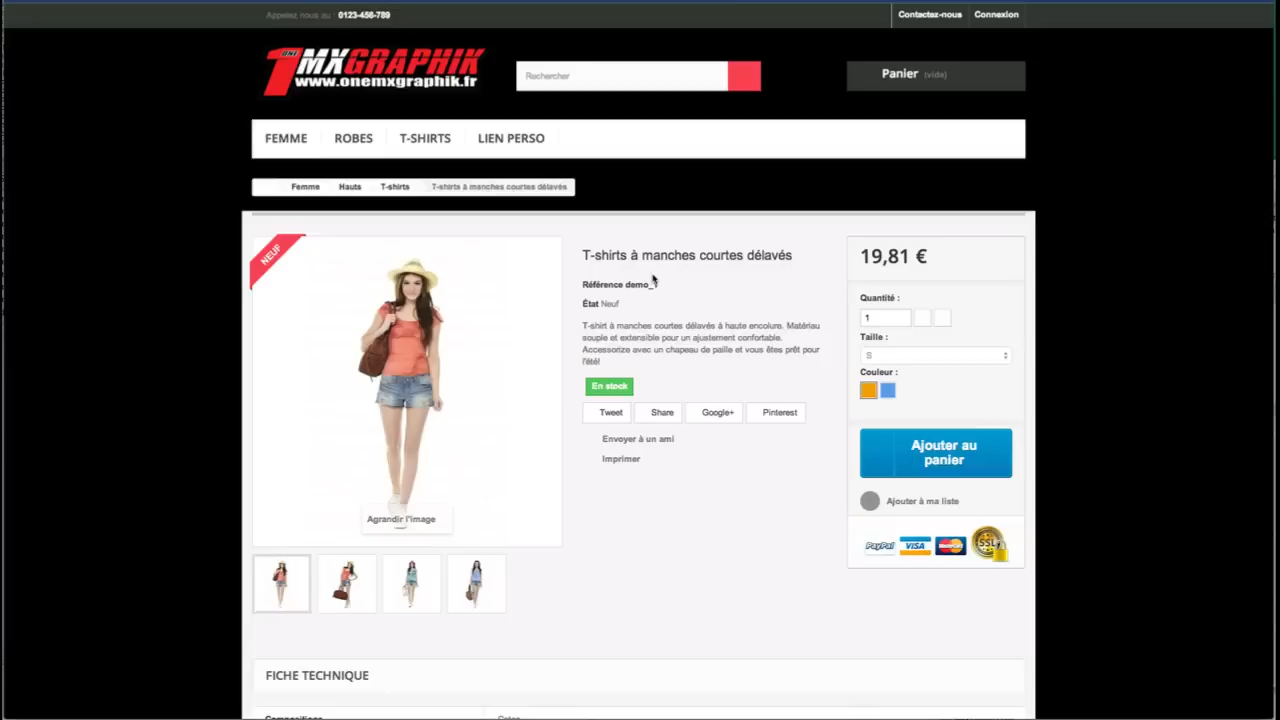 Appelez nous au : 0123-456-789
Contactez-nous
Connexion
ONE
1MXGRAPHIK
www.onemxgraphik.fr
Rechercher
Panier (vide)
FEMME
ROBES
T-SHIRTS
LIEN PERSO
Femme
Hauts
T-shirts
T-shirts à manches courtes délavés
NEUF
Agrandir l'image
T-shirts à manches courtes délavés
Référence demo_
État Neuf
T-shirt à manches courtes délavés à haute encolure. Matériau
souple et extensible pour un ajustement confortable.
Accessorize avec un chapeau de paille et vous êtes prêt pour
l'été!
En stock
Tweet
Share
Google+
Pinterest
Envoyer à un ami
Imprimer
19,81 €
Quantité :
1
Taille :
S
Couleur :
Ajouter au
panier
Ajouter à ma liste
PayPal
VISA
MasterCard
SSL
FICHE TECHNIQUE
Compositions
Coton